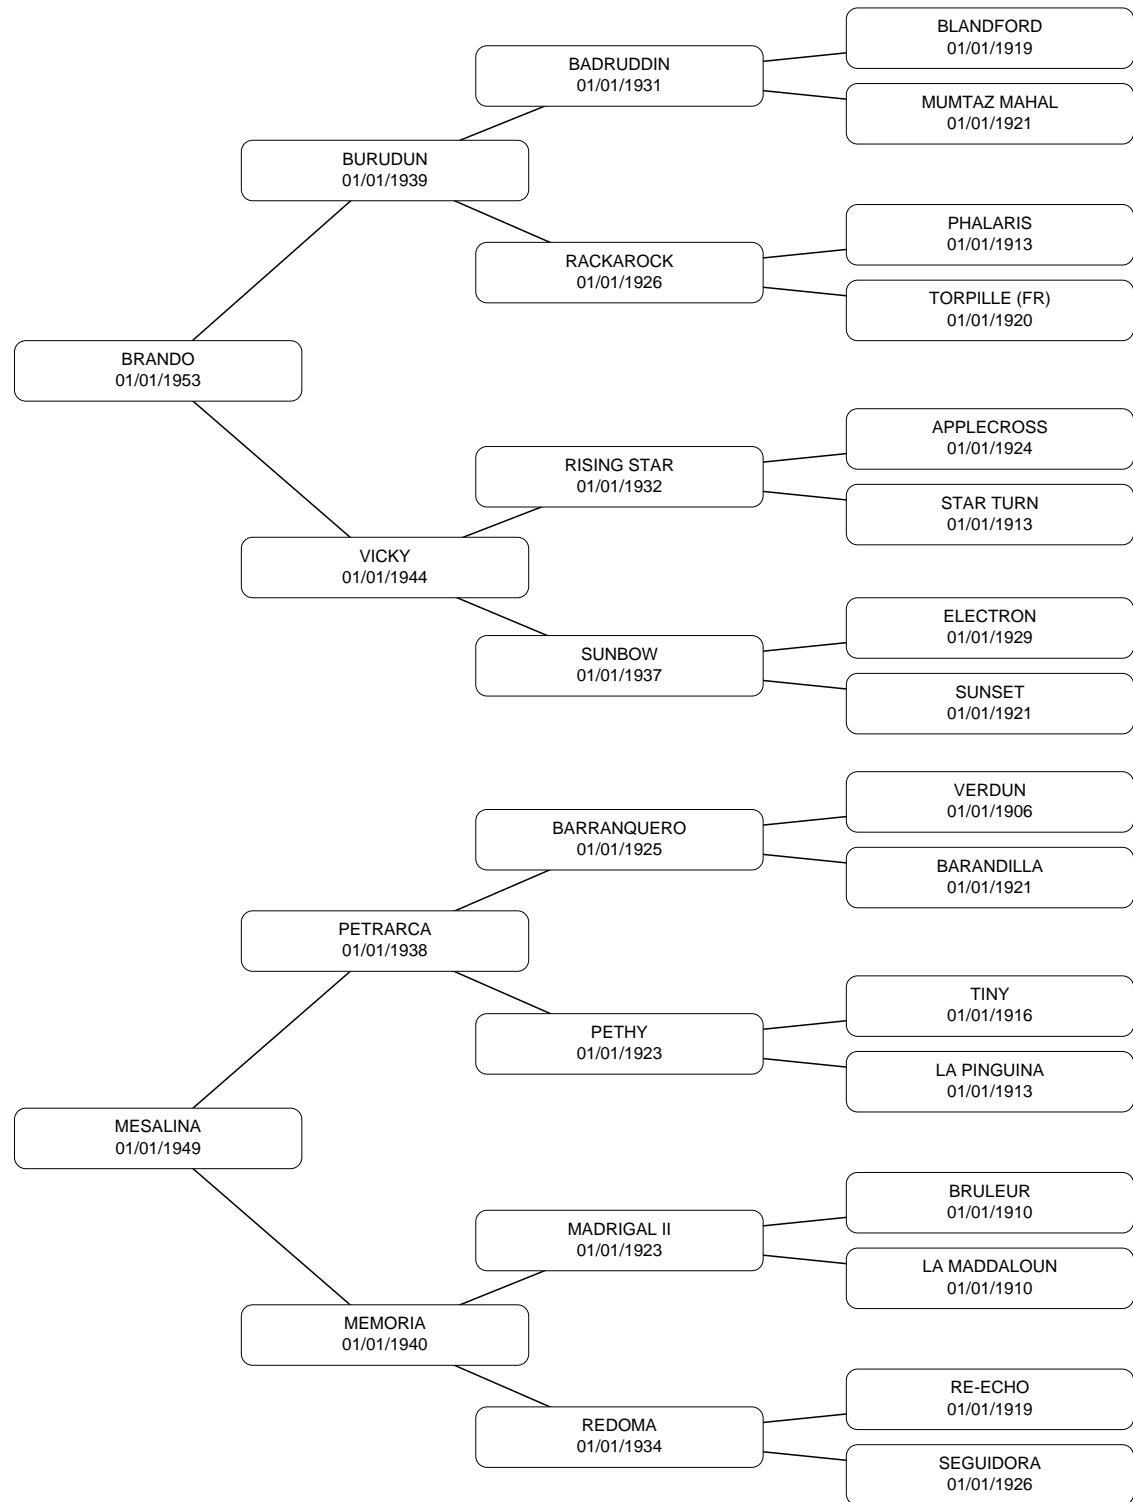 BLANDFORD
01/01/1919
BADRUDDIN
01/01/1931
MUMTAZ MAHAL
01/01/1921
BURUDUN
01/01/1939
PHALARIS
01/01/1913
RACKAROCK
01/01/1926
TORPILLE (FR)
01/01/1920
BRANDO
01/01/1953
APPLECROSS
01/01/1924
RISING STAR
01/01/1932
STAR TURN
01/01/1913
VICKY
01/01/1944
ELECTRON
01/01/1929
SUNBOW
01/01/1937
SUNSET
01/01/1921
VERDUN
01/01/1906
BARRANQUERO
01/01/1925
BARANDILLA
01/01/1921
PETRARCA
01/01/1938
TINY
01/01/1916
PETHY
01/01/1923
LA PINGUINA
01/01/1913
MESALINA
01/01/1949
BRULEUR
01/01/1910
MADRIGAL II
01/01/1923
LA MADDALOUN
01/01/1910
MEMORIA
01/01/1940
RE-ECHO
01/01/1919
REDOMA
01/01/1934
SEGUIDORA
01/01/1926